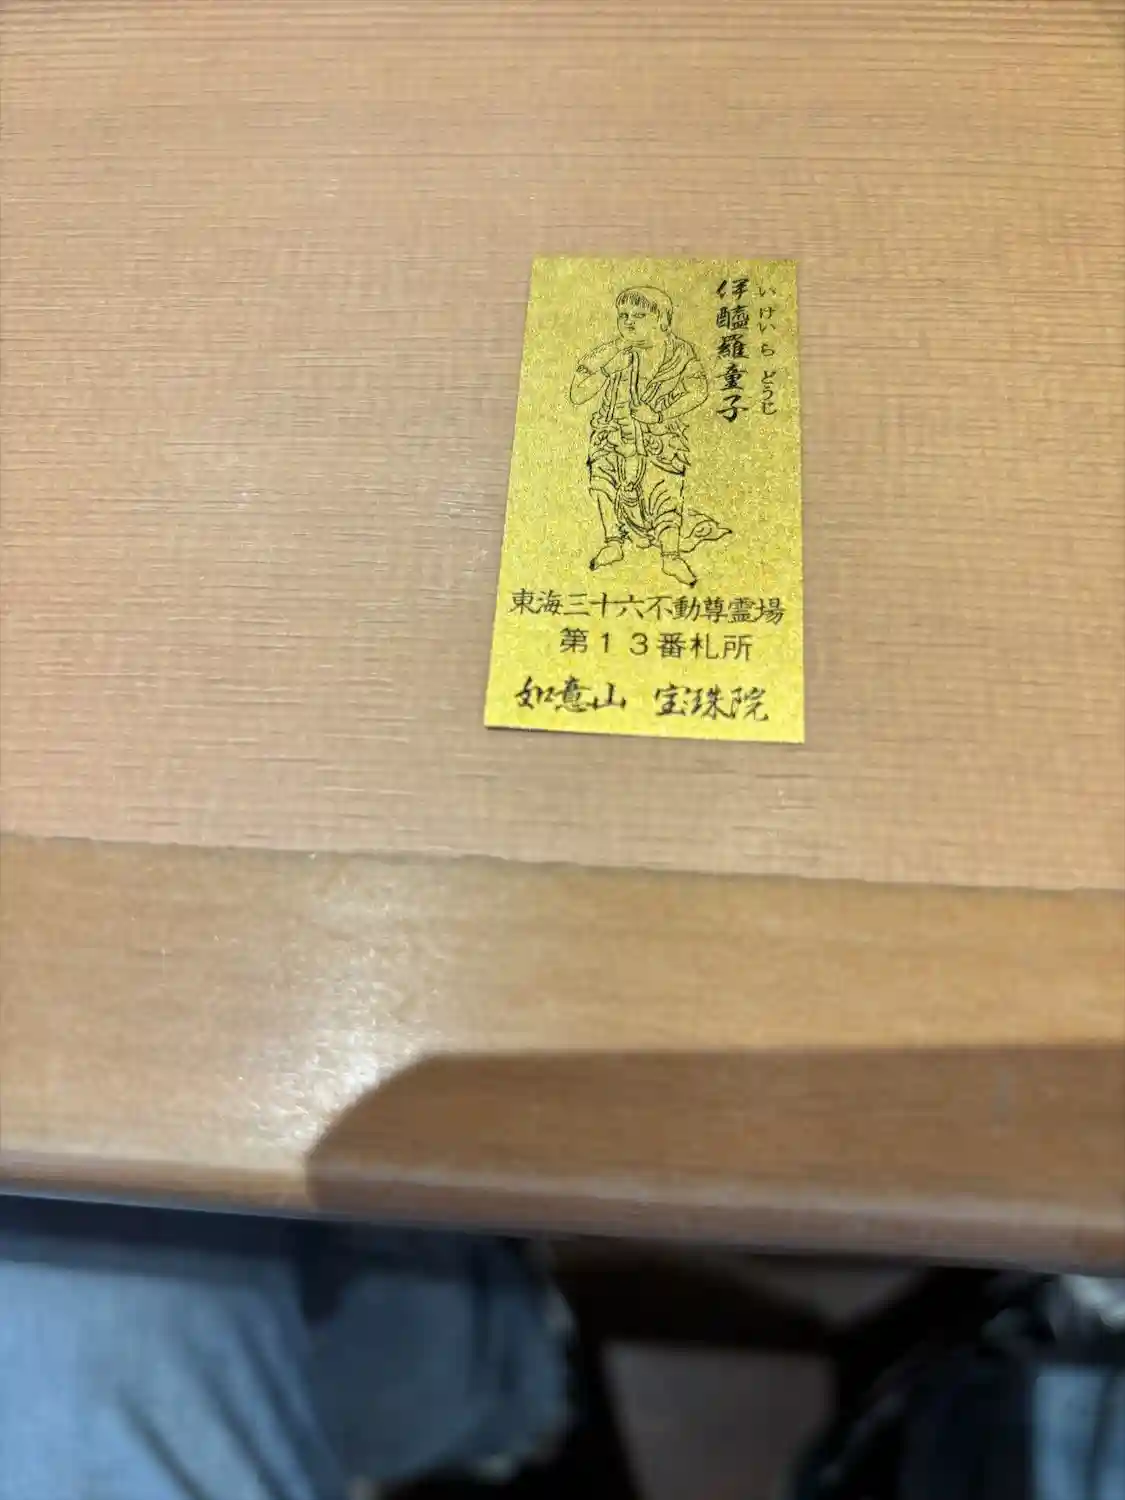 伊醯羅童子
いけいら どうじ
東海三十六不動尊霊場
第13番札所
如意山 宝珠院